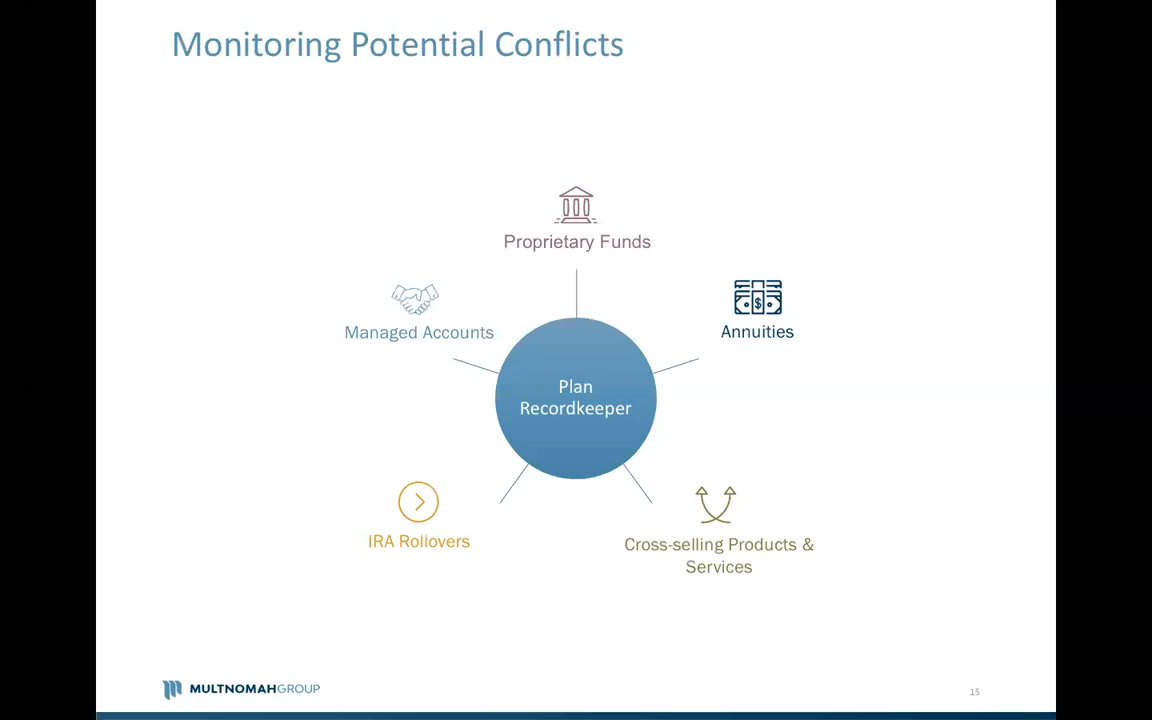 Monitoring Potential Conflicts
Proprietary Funds
Managed Accounts
Annuities
Plan
Recordkeeper
IRA Rollovers
Cross-selling Products &
Services
MULTNOMAHGROUP
15